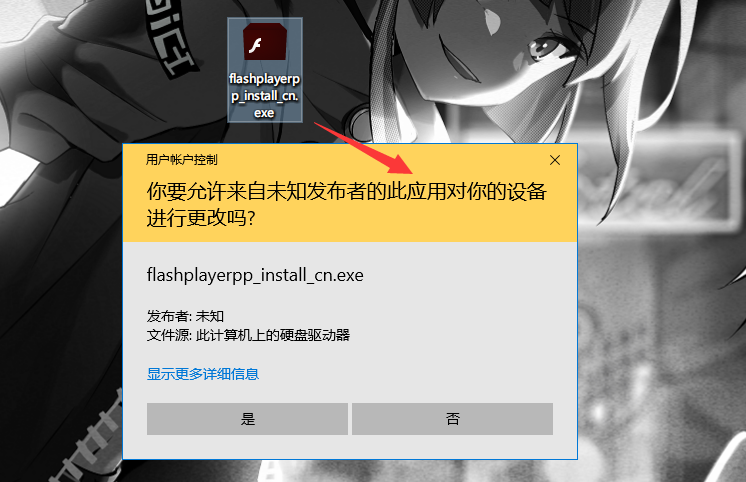 flashplayerp
p_install_cn.
exe
用户帐户控制
你要允许来自未知发布者的此应用对你的设备
进行更改吗?
flashplayerpp_install_cn.exe
发布者: 未知
文件源: 此计算机上的硬盘驱动器
显示更多详细信息
是
否